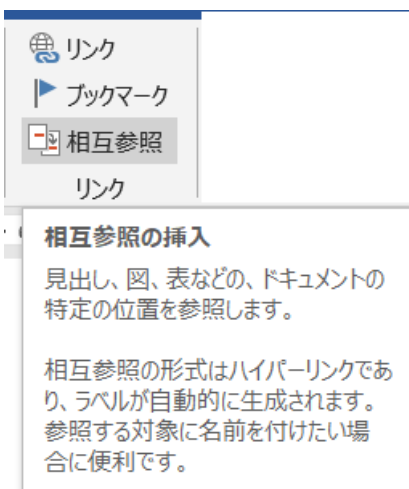 リンク
ブックマーク
相互参照
リンク
相互参照の挿入
見出し、図、表などの、ドキュメントの
特定の位置を参照します。
相互参照の形式はハイパーリンクであ
り、ラベルが自動的に生成されます。
参照する対象に名前を付けたい場
合に便利です。